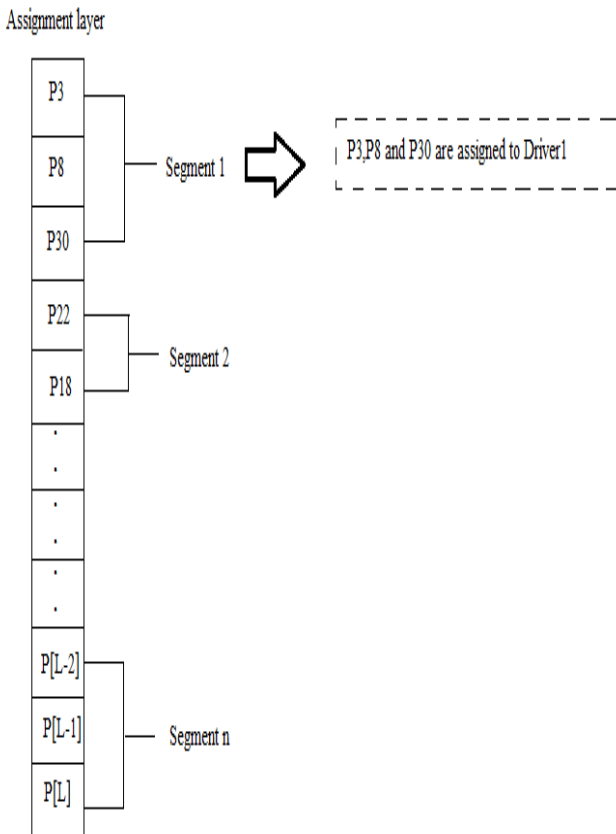 Assignment layer
P3
P8
Segment 1
P3,P8 and P30 are assigned to Driver1
P30
P22
Segment 2
P18
P[L-2]
P[L-1]
Segment n
P[L]